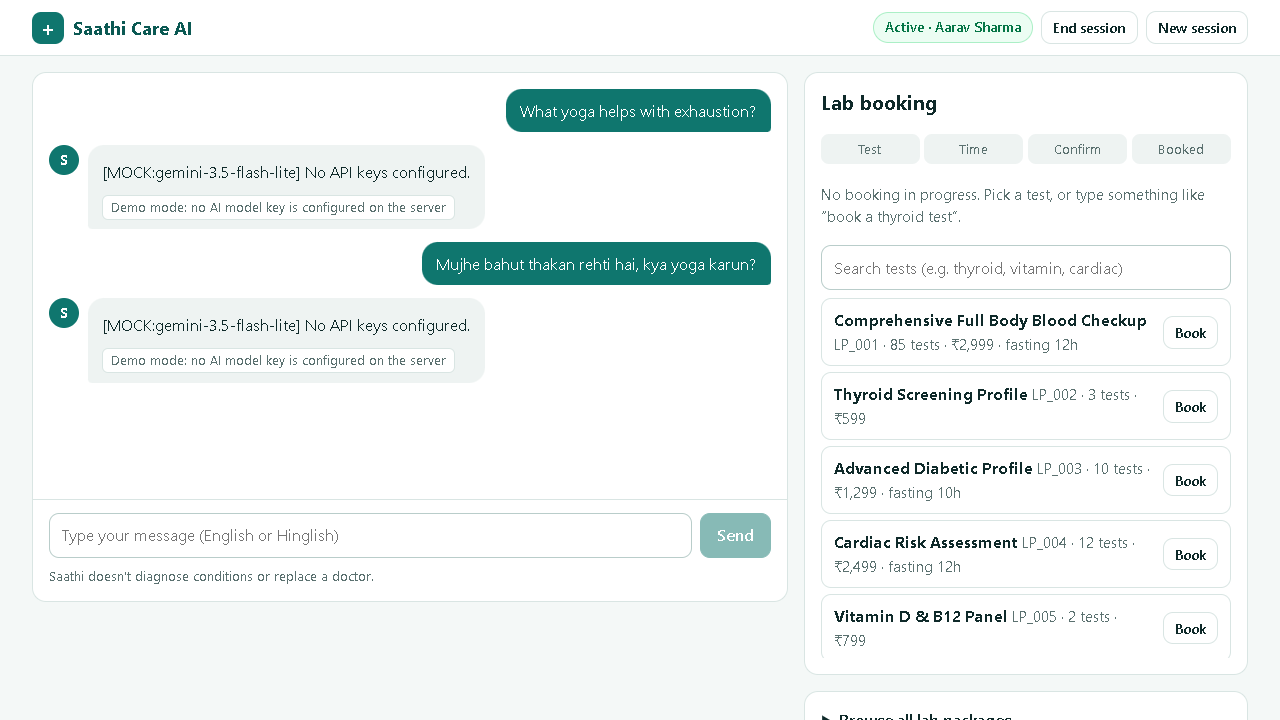 + Saathi Care AI
Active · Aarav Sharma
End session
New session
What yoga helps with exhaustion?
S
[MOCK:gemini-3.5-flash-lite] No API keys configured.
Demo mode: no AI model key is configured on the server
Mujhe bahut thakan rehti hai, kya yoga karun?
S
[MOCK:gemini-3.5-flash-lite] No API keys configured.
Demo mode: no AI model key is configured on the server
Type your message (English or Hinglish)
Send
Saathi doesn't diagnose conditions or replace a doctor.
Lab booking
Test
Time
Confirm
Booked
No booking in progress. Pick a test, or type something like
“book a thyroid test”.
Search tests (e.g. thyroid, vitamin, cardiac)
Comprehensive Full Body Blood Checkup
LP_001 · 85 tests · ₹2,999 · fasting 12h
Book
Thyroid Screening Profile LP_002 · 3 tests ·
₹599
Book
Advanced Diabetic Profile LP_003 · 10 tests ·
₹1,299 · fasting 10h
Book
Cardiac Risk Assessment LP_004 · 12 tests ·
₹2,499 · fasting 12h
Book
Vitamin D & B12 Panel LP_005 · 2 tests ·
₹799
Book
Browse all lab packages